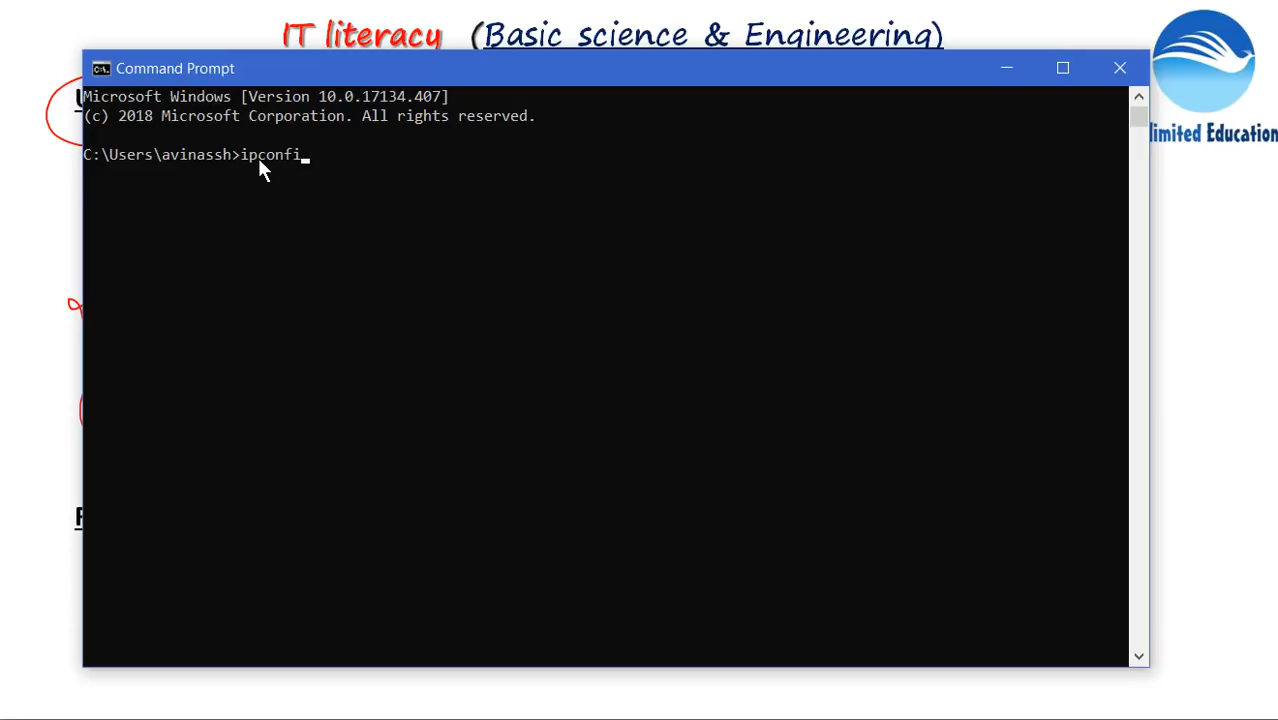 IT literacy (Basic science & Engineering)
Command Prompt
Microsoft Windows [Version 10.0.17134.407]
(c) 2018 Microsoft Corporation. All rights reserved.
C:\Users\avinassh>ipconfi_
limited Education